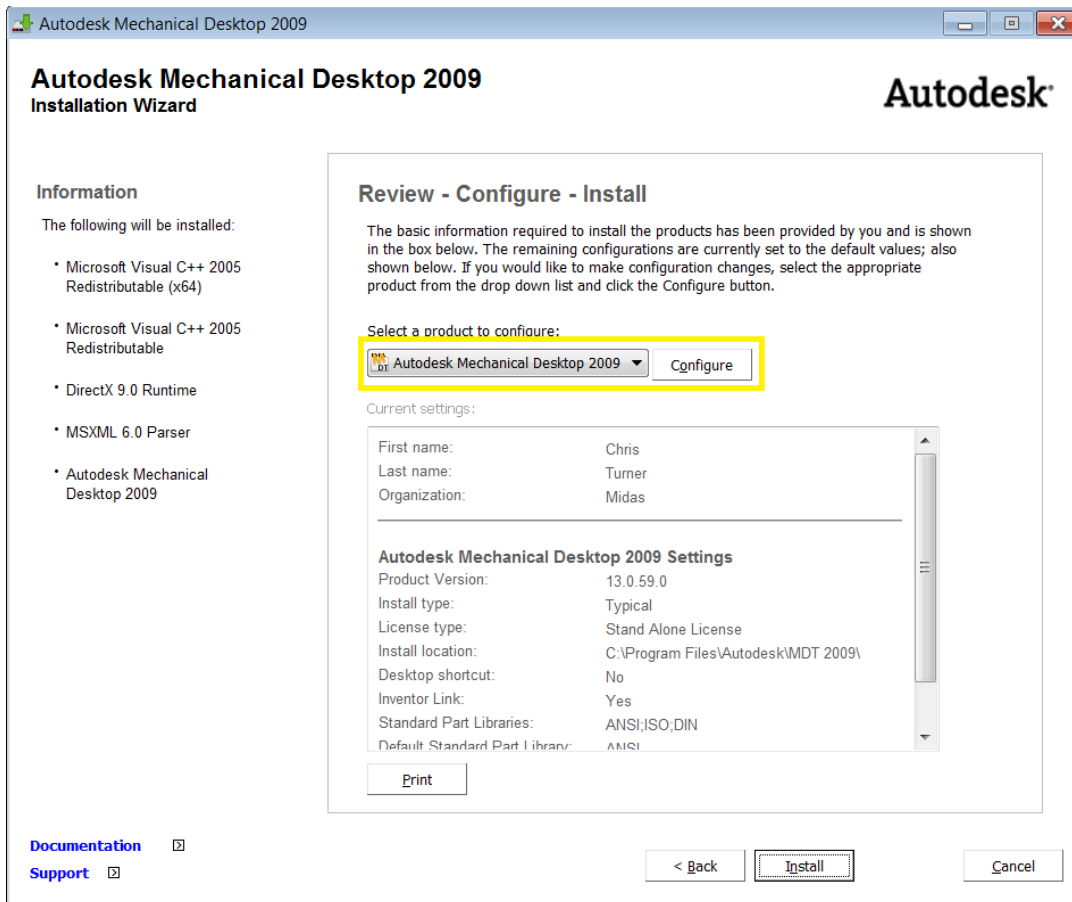 Autodesk Mechanical Desktop 2009
Autodesk Mechanical Desktop 2009
Installation Wizard
Autodesk
Information
The following will be installed:
• Microsoft Visual C++ 2005
Redistributable (x64)
• Microsoft Visual C++ 2005
Redistributable
• DirectX 9.0 Runtime
• MSXML 6.0 Parser
• Autodesk Mechanical
Desktop 2009
Documentation
Support
Review - Configure - Install
The basic information required to install the products has been provided by you and is shown
in the box below. The remaining configurations are currently set to the default values; also
shown below. If you would like to make configuration changes, select the appropriate
product from the drop down list and click the Configure button.
Select a product to configure:
Autodesk Mechanical Desktop 2009
Configure
Current settings:
First name: Chris
Last name: Turner
Organization: Midas
Autodesk Mechanical Desktop 2009 Settings
Product Version: 13.0.59.0
Install type: Typical
License type: Stand Alone License
Install location: C:\Program Files\Autodesk\MDT 2009\
Desktop shortcut: No
Inventor Link: Yes
Standard Part Libraries: ANSI;ISO;DIN
Default Standard Part Library: ANSI
Print
< Back
Install
Cancel